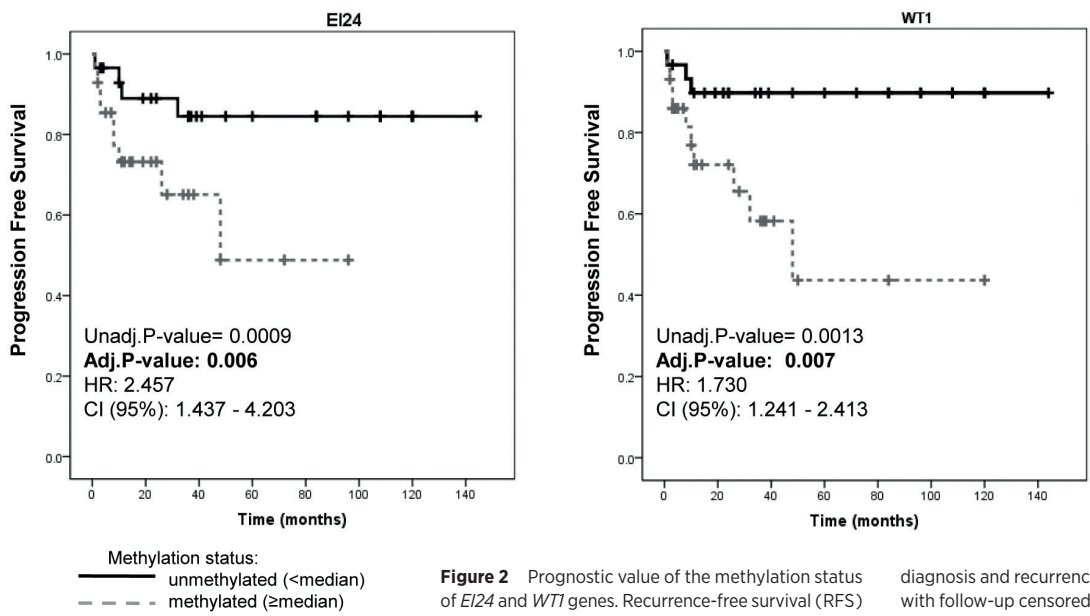 EI24
Progression Free Survival
1.0
0.8
0.6
0.4
0.2
0.0
Unadj.P-value= 0.0009
Adj.P-value: 0.006
HR: 2.457
CI (95%): 1.437 - 4.203
0 20 40 60 80 100 120 140
Time (months)
WT1
Progression Free Survival
1.0
0.8
0.6
0.4
0.2
0.0
Unadj.P-value= 0.0013
Adj.P-value: 0.007
HR: 1.730
CI (95%): 1.241 - 2.413
0 20 40 60 80 100 120 140
Time (months)
Methylation status:
unmethylated (<median)
methylated (≥median)
Figure 2 Prognostic value of the methylation status
of EI24 and WT1 genes. Recurrence-free survival (RFS)
diagnosis and recurrenc
with follow-up censored